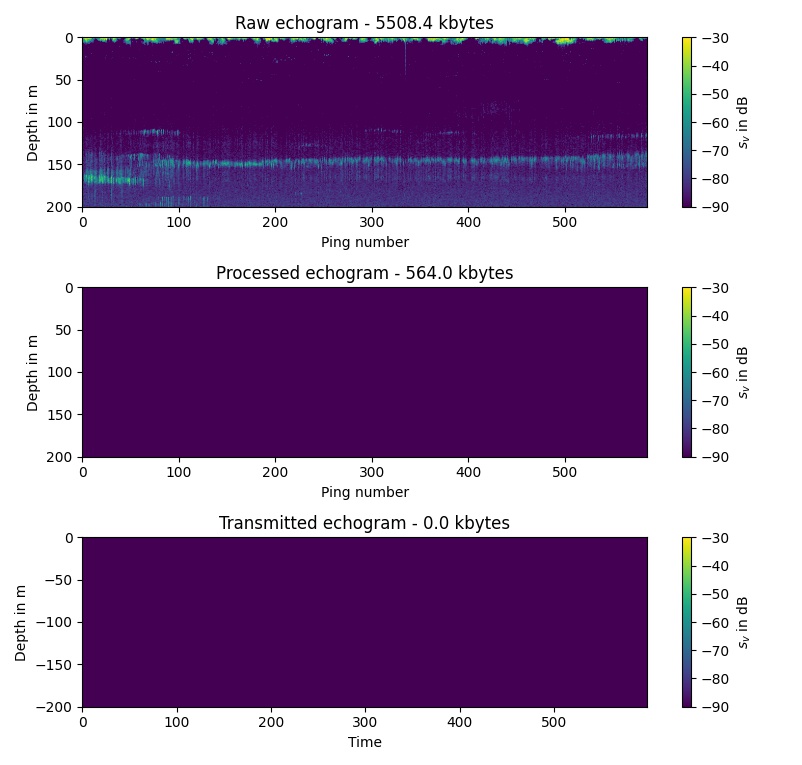 Raw echogram - 5508.4 kbytes
0
50
100
150
200
Depth in m
0 100 200 300 400 500
Ping number
−30
−40
−50
−60
−70
−80
−90
sv in dB
Processed echogram - 564.0 kbytes
0
50
100
150
200
Depth in m
0 100 200 300 400 500
Ping number
−30
−40
−50
−60
−70
−80
−90
sv in dB
Transmitted echogram - 0.0 kbytes
0
−50
−100
−150
−200
Depth in m
0 100 200 300 400 500
Time
−30
−40
−50
−60
−70
−80
−90
sv in dB